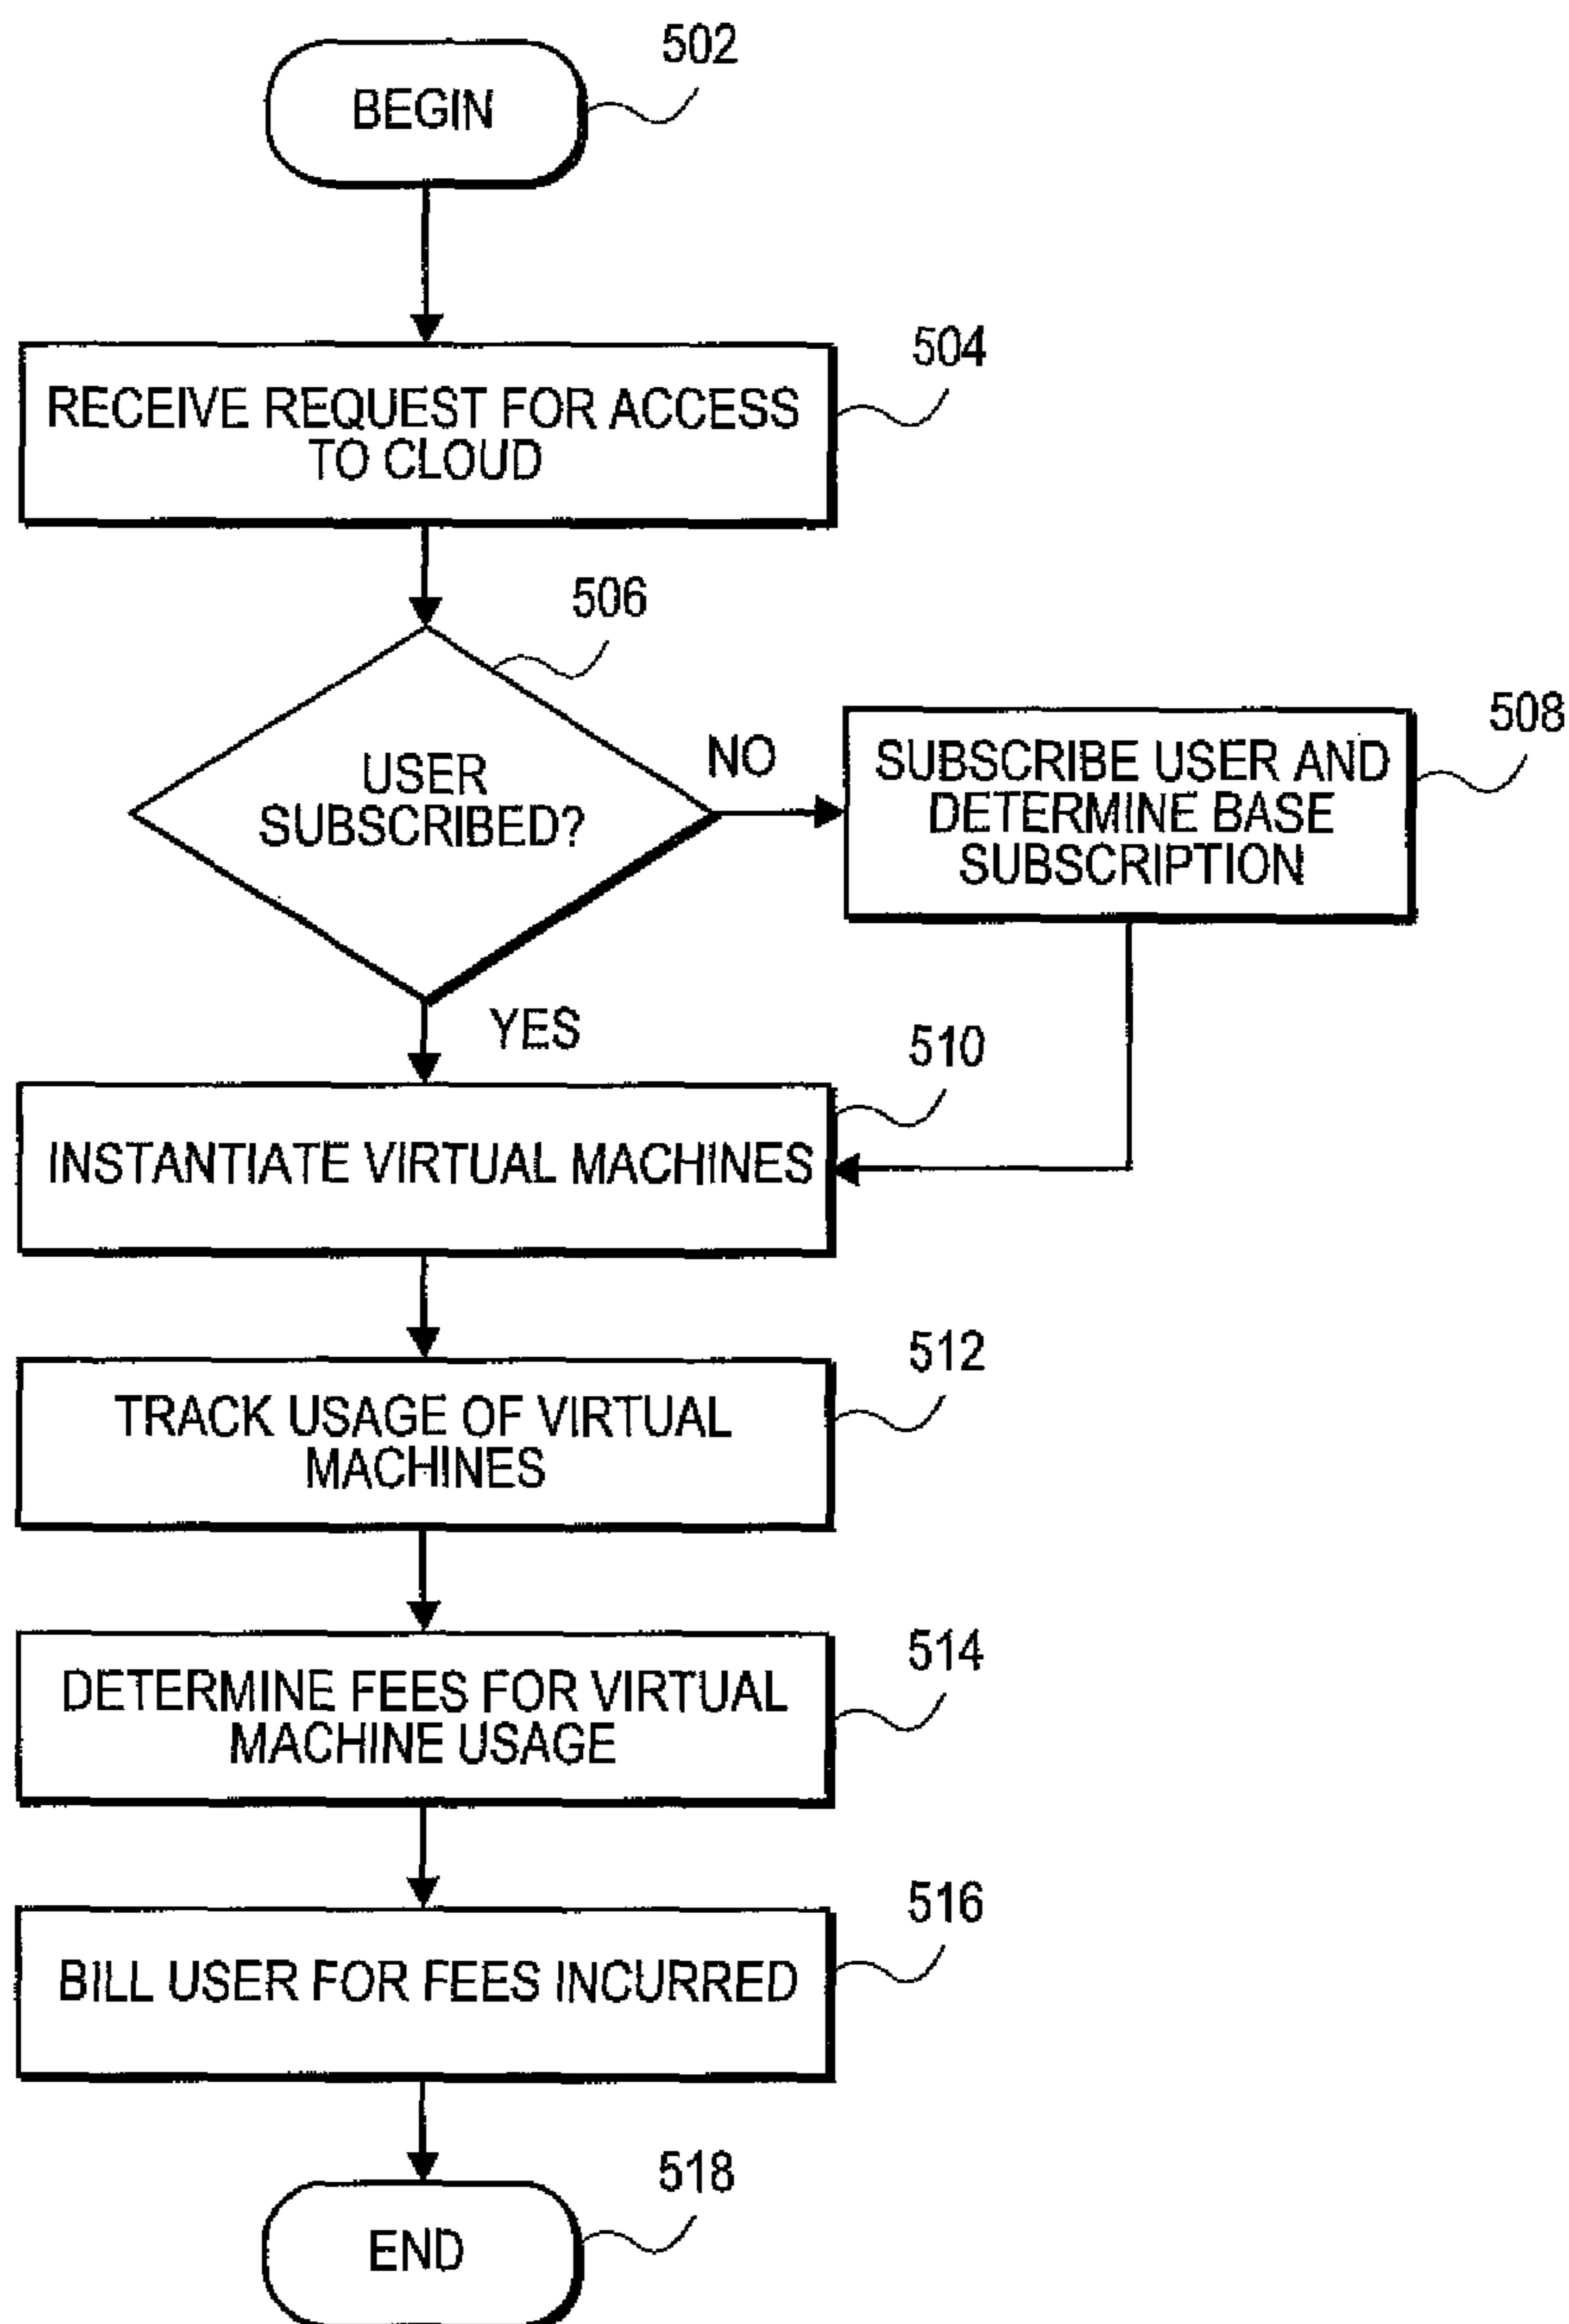 502
BEGIN
504
RECEIVE REQUEST FOR ACCESS
TO CLOUD
506
USER
SUBSCRIBED?
NO
508
SUBSCRIBE USER AND
DETERMINE BASE
SUBSCRIPTION
YES
510
INSTANTIATE VIRTUAL MACHINES
512
TRACK USAGE OF VIRTUAL
MACHINES
514
DETERMINE FEES FOR VIRTUAL
MACHINE USAGE
516
BILL USER FOR FEES INCURRED
518
END